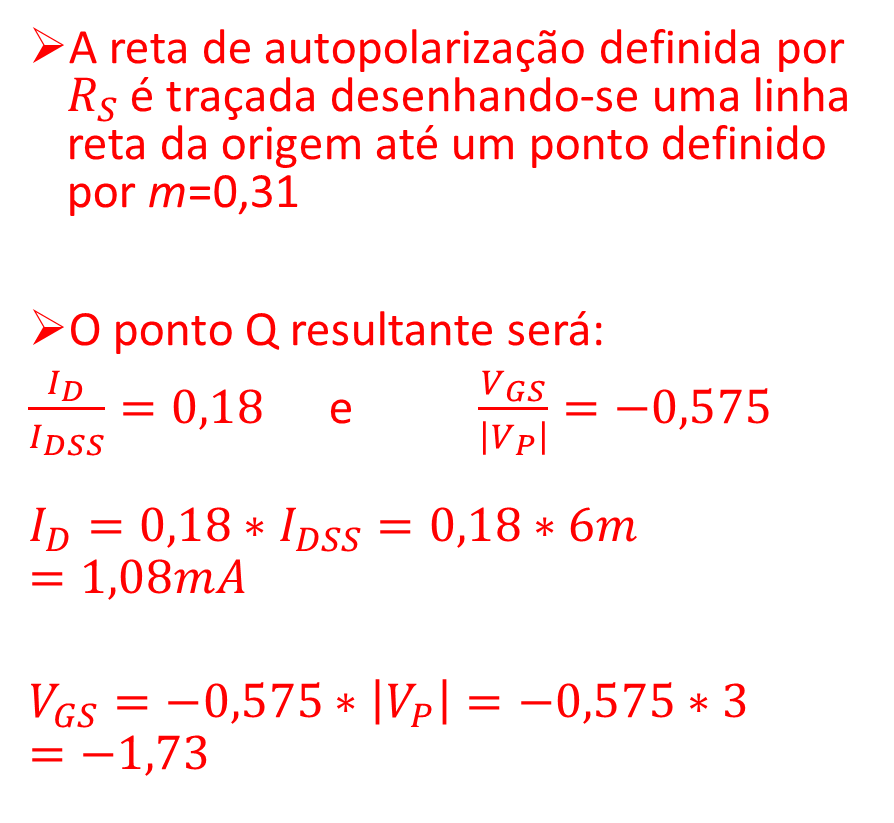 ➢A reta de autopolarização definida por
R_S é traçada desenhando-se uma linha
reta da origem até um ponto definido
por m=0,31
➢O ponto Q resultante será:
I_D/I_DSS = 0,18 e V_GS/|V_P| = −0,575
I_D = 0,18 ∗ I_DSS = 0,18 ∗ 6m
= 1,08mA
V_GS = −0,575 ∗ |V_P| = −0,575 ∗ 3
= −1,73